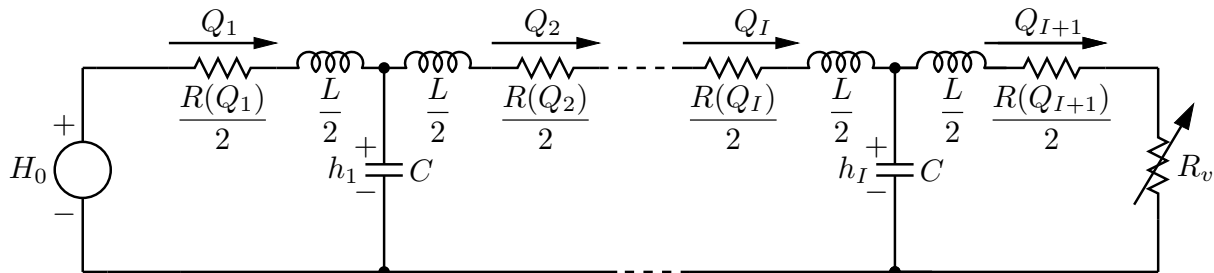 Q_1 Q_2 Q_I Q_{I+1}
R(Q_1)/2 L/2 L/2 R(Q_2)/2 R(Q_I)/2 L/2 L/2 R(Q_{I+1})/2
+ + +
H_0 h_1 C h_I C R_v
− − −